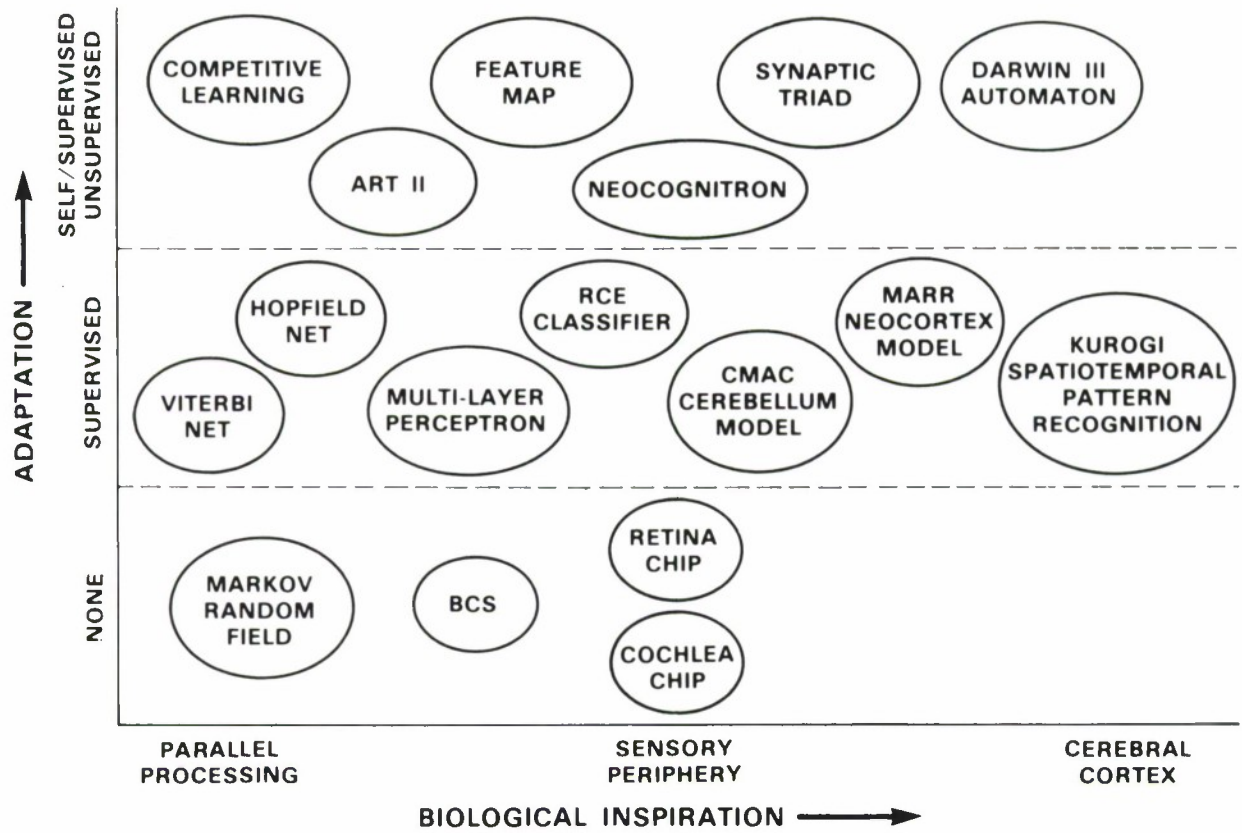 ADAPTATION
SELF/SUPERVISED
UNSUPERVISED
COMPETITIVE
LEARNING
FEATURE
MAP
SYNAPTIC
TRIAD
DARWIN III
AUTOMATON
ART II
NEOCOGNITRON
SUPERVISED
HOPFIELD
NET
RCE
CLASSIFIER
MARR
NEOCORTEX
MODEL
VITERBI
NET
MULTI-LAYER
PERCEPTRON
CMAC
CEREBELLUM
MODEL
KUROGI
SPATIOTEMPORAL
PATTERN
RECOGNITION
NONE
MARKOV
RANDOM
FIELD
BCS
RETINA
CHIP
COCHLEA
CHIP
PARALLEL
PROCESSING
SENSORY
PERIPHERY
CEREBRAL
CORTEX
BIOLOGICAL INSPIRATION